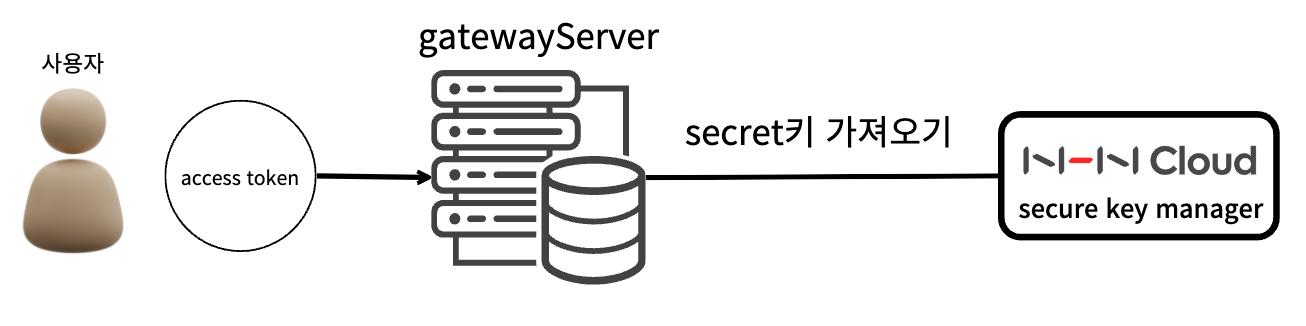 사용자
access token
gatewayServer
secret키 가져오기
NHN Cloud
secure key manager